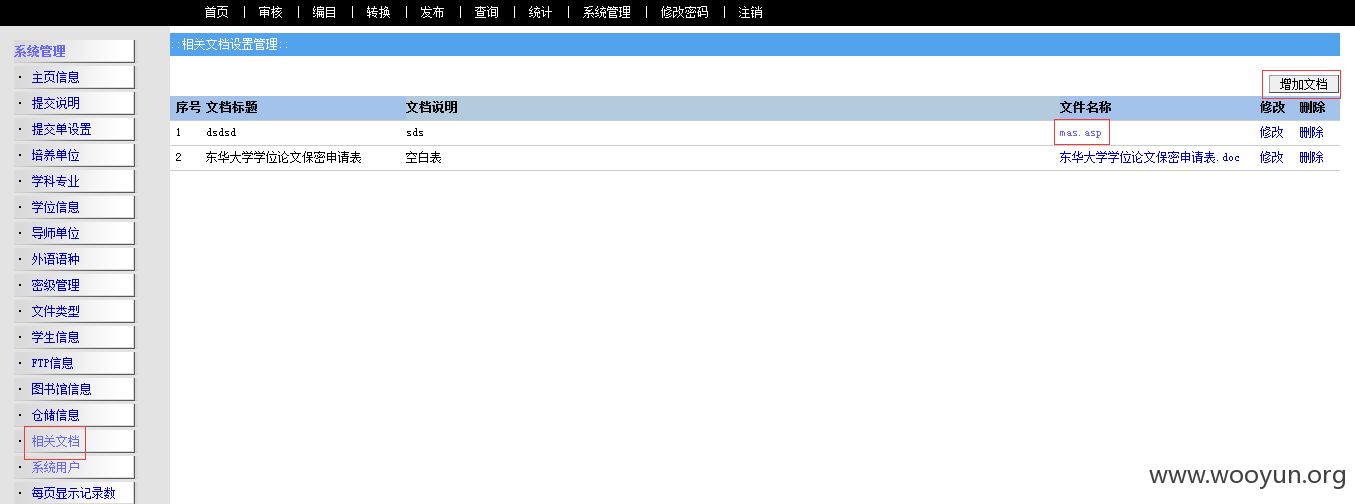 首页 | 审核 | 编目 | 转换 | 发布 | 查询 | 统计 | 系统管理 | 修改密码 | 注销
系统管理
· 主页信息
· 提交说明
· 提交单设置
· 培养单位
· 学科专业
· 学位信息
· 导师单位
· 外语语种
· 密级管理
· 文件类型
· 学生信息
· FTP信息
· 图书馆信息
· 仓储信息
· 相关文档
· 系统用户
· 每页显示记录数
::相关文档设置管理::
增加文档
序号 文档标题 文档说明 文件名称 修改 删除
1 dsdsd sds mas.asp 修改 删除
2 东华大学学位论文保密申请表 空白表 东华大学学位论文保密申请表.doc 修改 删除
www.wooyun.org